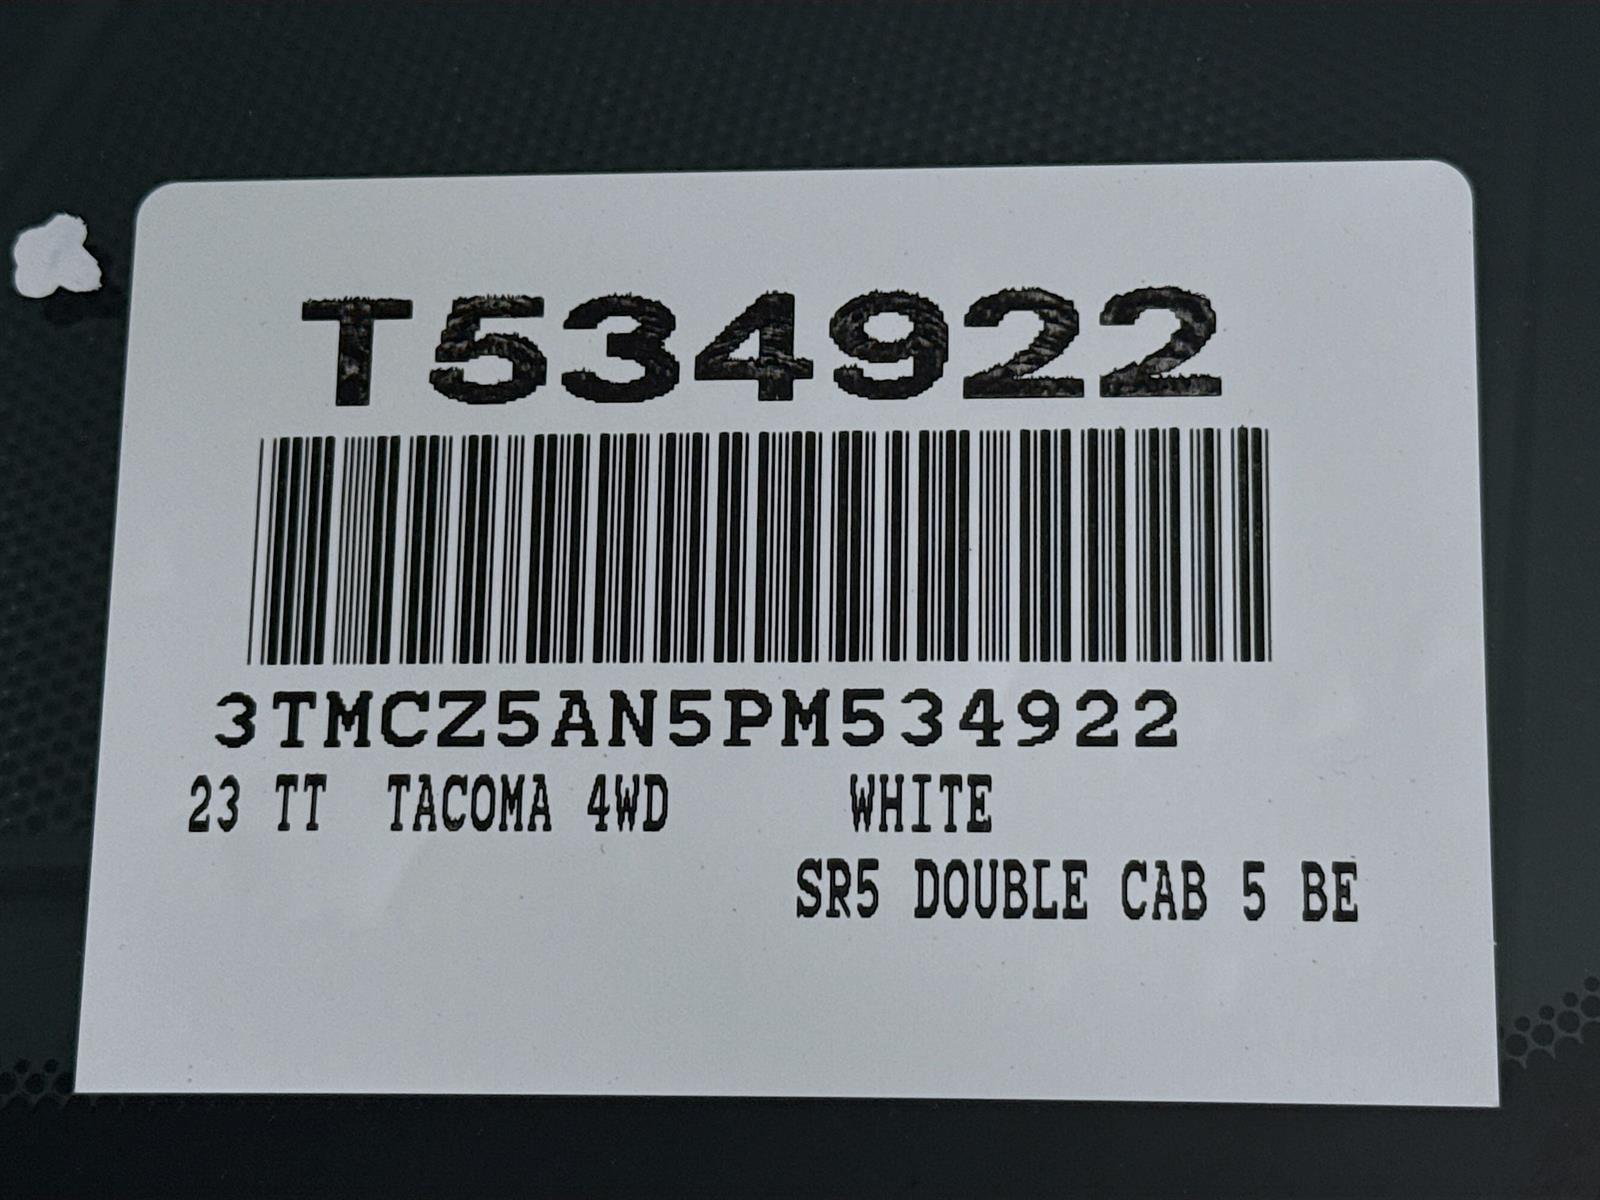 T534922
3TMCZ5AN5PM534922
23 TT TACOMA 4WD WHITE
SR5 DOUBLE CAB 5 BE